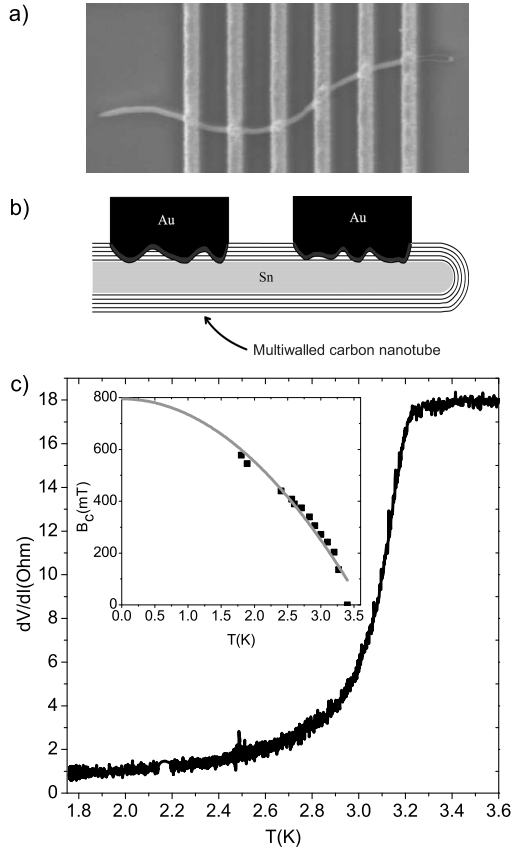 a)
b)
Au
Au
Sn
Multiwalled carbon nanotube
c)
18
16
14
12
10
8
6
4
2
0
dV/dI(Ohm)
1.8 2.0 2.2 2.4 2.6 2.8 3.0 3.2 3.4 3.6
T(K)
800
600
400
200
0
B_C(mT)
0.0 0.5 1.0 1.5 2.0 2.5 3.0 3.5
T(K)